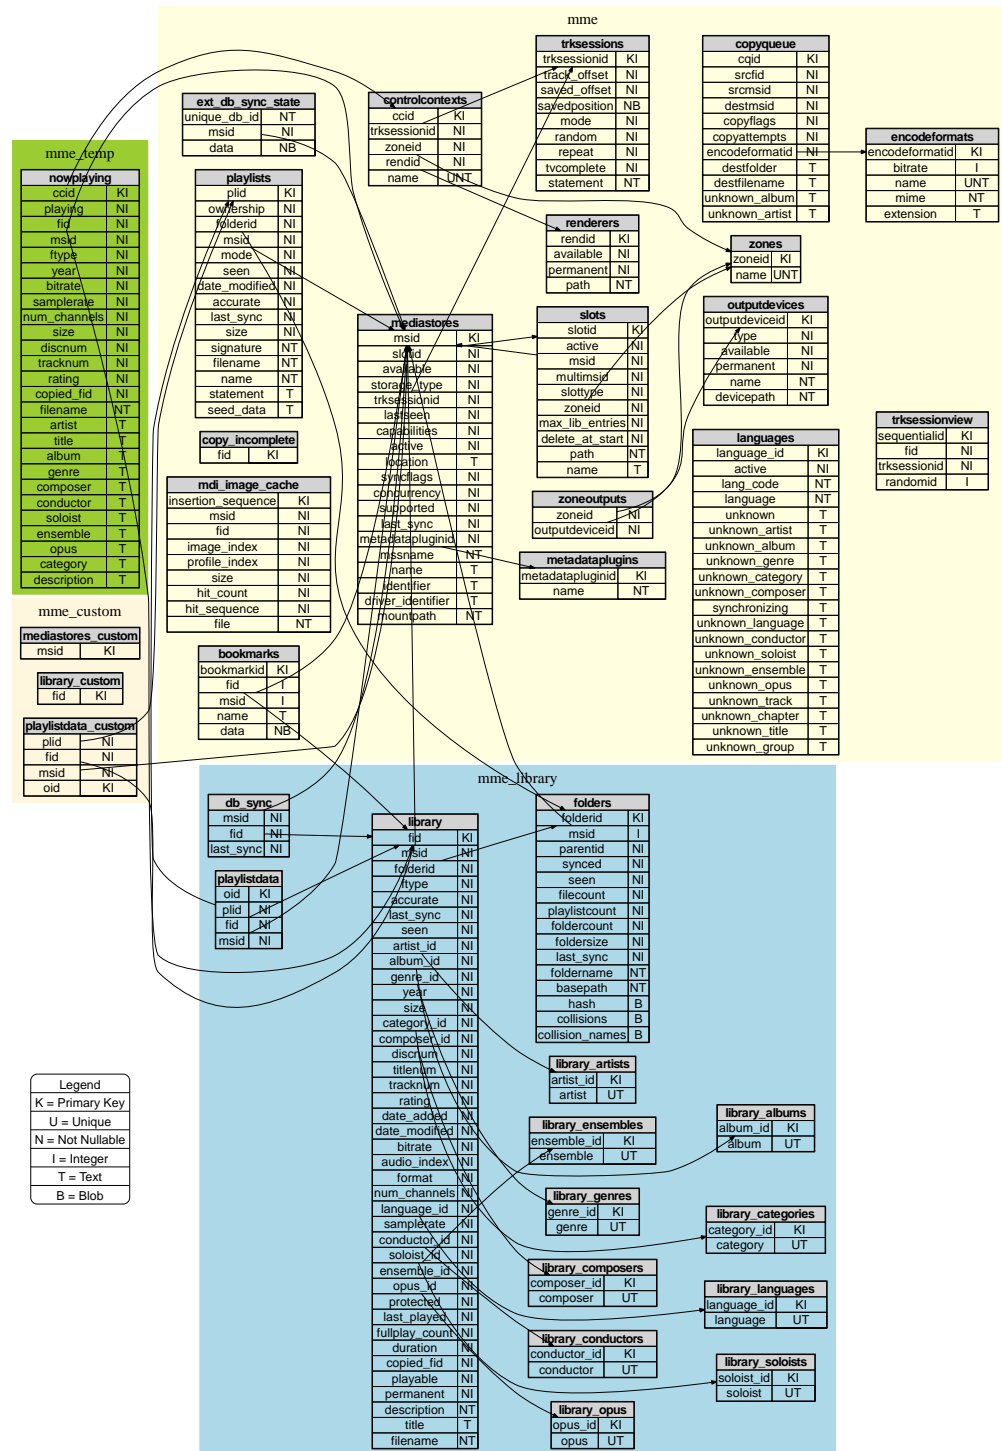 mme
trksessions
trksessionid KI
track_offset NI
saved_offset NI
savedposition NB
mode NI
random NI
repeat NI
tvcomplete NI
statement NT
copyqueue
cqid KI
srcfid NI
srcmsid NI
destmsid NI
copyflags NI
copyattempts NI
encodeformatid NI
destfolder T
destfilename T
unknown_album T
unknown_artist T
encodeformats
encodeformatid KI
bitrate I
name UNT
mime NT
extension T
ext_db_sync_state
unique_db_id NT
msid NI
data NB
controlcontexts
ccid KI
trksessionid NI
zoneid NI
rendid NI
name UNT
mme_temp
nowplaying
ccid KI
playing NI
fid NI
msid NI
ftype NI
year NI
bitrate NI
samplerate NI
num_channels NI
size NI
discnum NI
tracknum NI
rating NI
copied_fid NI
filename NT
artist T
title T
album T
genre T
composer T
conductor T
soloist T
ensemble T
opus T
category T
description T
playlists
plid KI
ownership NI
folderid NI
msid NI
mode NI
seen NI
date_modified NI
accurate NI
last_sync NI
size NI
signature NT
filename NT
name NT
statement T
seed_data T
renderers
rendid KI
available NI
permanent NI
path NT
zones
zoneid KI
name UNT
mediastores
msid KI
slotid NI
available NI
storage_type NI
trksessionid NI
lastseen NI
capabilities NI
active NI
location T
syncflags NI
concurrency NI
supported NI
last_sync NI
metadatapluginid NI
mssname NT
name T
identifier T
driver_identifier T
mountpath NT
slots
slotid KI
active NI
msid NI
multimsid NI
slottype NI
zoneid NI
max_lib_entries NI
delete_at_start NI
path NT
name T
outputdevices
outputdeviceid KI
type NI
available NI
permanent NI
name NT
devicepath NT
trksessionview
sequentialid KI
fid NI
trksessionid NI
randomid I
copy_incomplete
fid KI
languages
language_id KI
active NI
lang_code NT
language NT
unknown T
unknown_artist T
unknown_album T
unknown_genre T
unknown_category T
unknown_composer T
synchronizing T
unknown_language T
unknown_conductor T
unknown_soloist T
unknown_ensemble T
unknown_opus T
unknown_track T
unknown_chapter T
unknown_title T
unknown_group T
mdi_image_cache
insertion_sequence KI
msid NI
fid NI
image_index NI
profile_index NI
size NI
hit_count NI
hit_sequence NI
file NT
zoneoutputs
zoneid NI
outputdeviceid NI
metadataplugins
metadatapluginid KI
name NT
mme_custom
mediastores_custom
msid KI
library_custom
fid KI
playlistdata_custom
plid NI
fid NI
msid NI
oid KI
bookmarks
bookmarkid KI
fid I
msid I
name T
data NB
mme_library
db_sync
msid NI
fid NI
last_sync NI
playlistdata
oid KI
plid NI
fid NI
msid NI
library
fid KI
msid NI
folderid NI
ftype NI
accurate NI
last_sync NI
seen NI
artist_id NI
album_id NI
genre_id NI
year NI
size NI
category_id NI
composer_id NI
discnum NI
titlenum NI
tracknum NI
rating NI
date_added NI
date_modified NI
bitrate NI
audio_index NI
format NI
num_channels NI
language_id NI
samplerate NI
conductor_id NI
soloist_id NI
ensemble_id NI
opus_id NI
protected NI
last_played NI
fullplay_count NI
duration NI
copied_fid NI
playable NI
permanent NI
description NT
title T
filename NT
folders
folderid KI
msid I
parentid NI
synced NI
seen NI
filecount NI
playlistcount NI
foldercount NI
foldersize NI
last_sync NI
foldername NT
basepath NT
hash B
collisions B
collision_names B
library_artists
artist_id KI
artist UT
library_ensembles
ensemble_id KI
ensemble UT
library_albums
album_id KI
album UT
library_genres
genre_id KI
genre UT
library_categories
category_id KI
category UT
library_composers
composer_id KI
composer UT
library_languages
language_id KI
language UT
library_conductors
conductor_id KI
conductor UT
library_soloists
soloist_id KI
soloist UT
library_opus
opus_id KI
opus UT
Legend
K = Primary Key
U = Unique
N = Not Nullable
I = Integer
T = Text
B = Blob